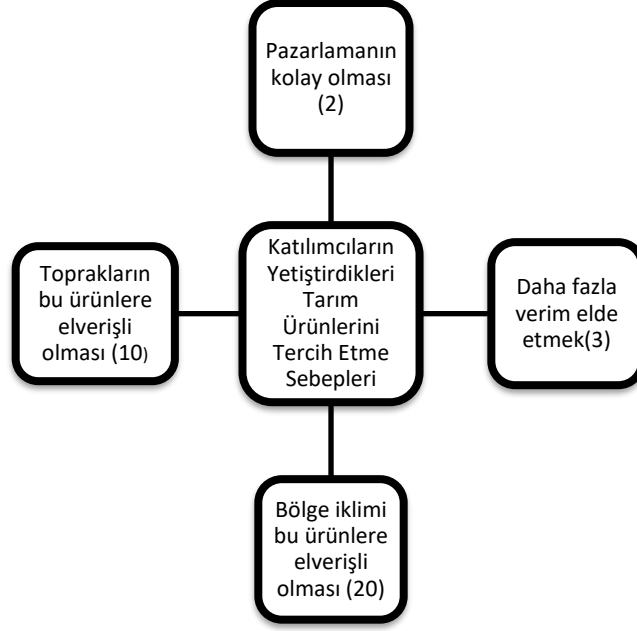 Pazarlamanın
kolay olması
(2)
Toprakların
bu ürünlere
elverişli
olması (10)
Katılımcıların
Yetiştirdikleri
Tarım
Ürünlerini
Tercih Etme
Sebepleri
Daha fazla
verim elde
etmek(3)
Bölge iklimi
bu ürünlere
elverişli
olması (20)